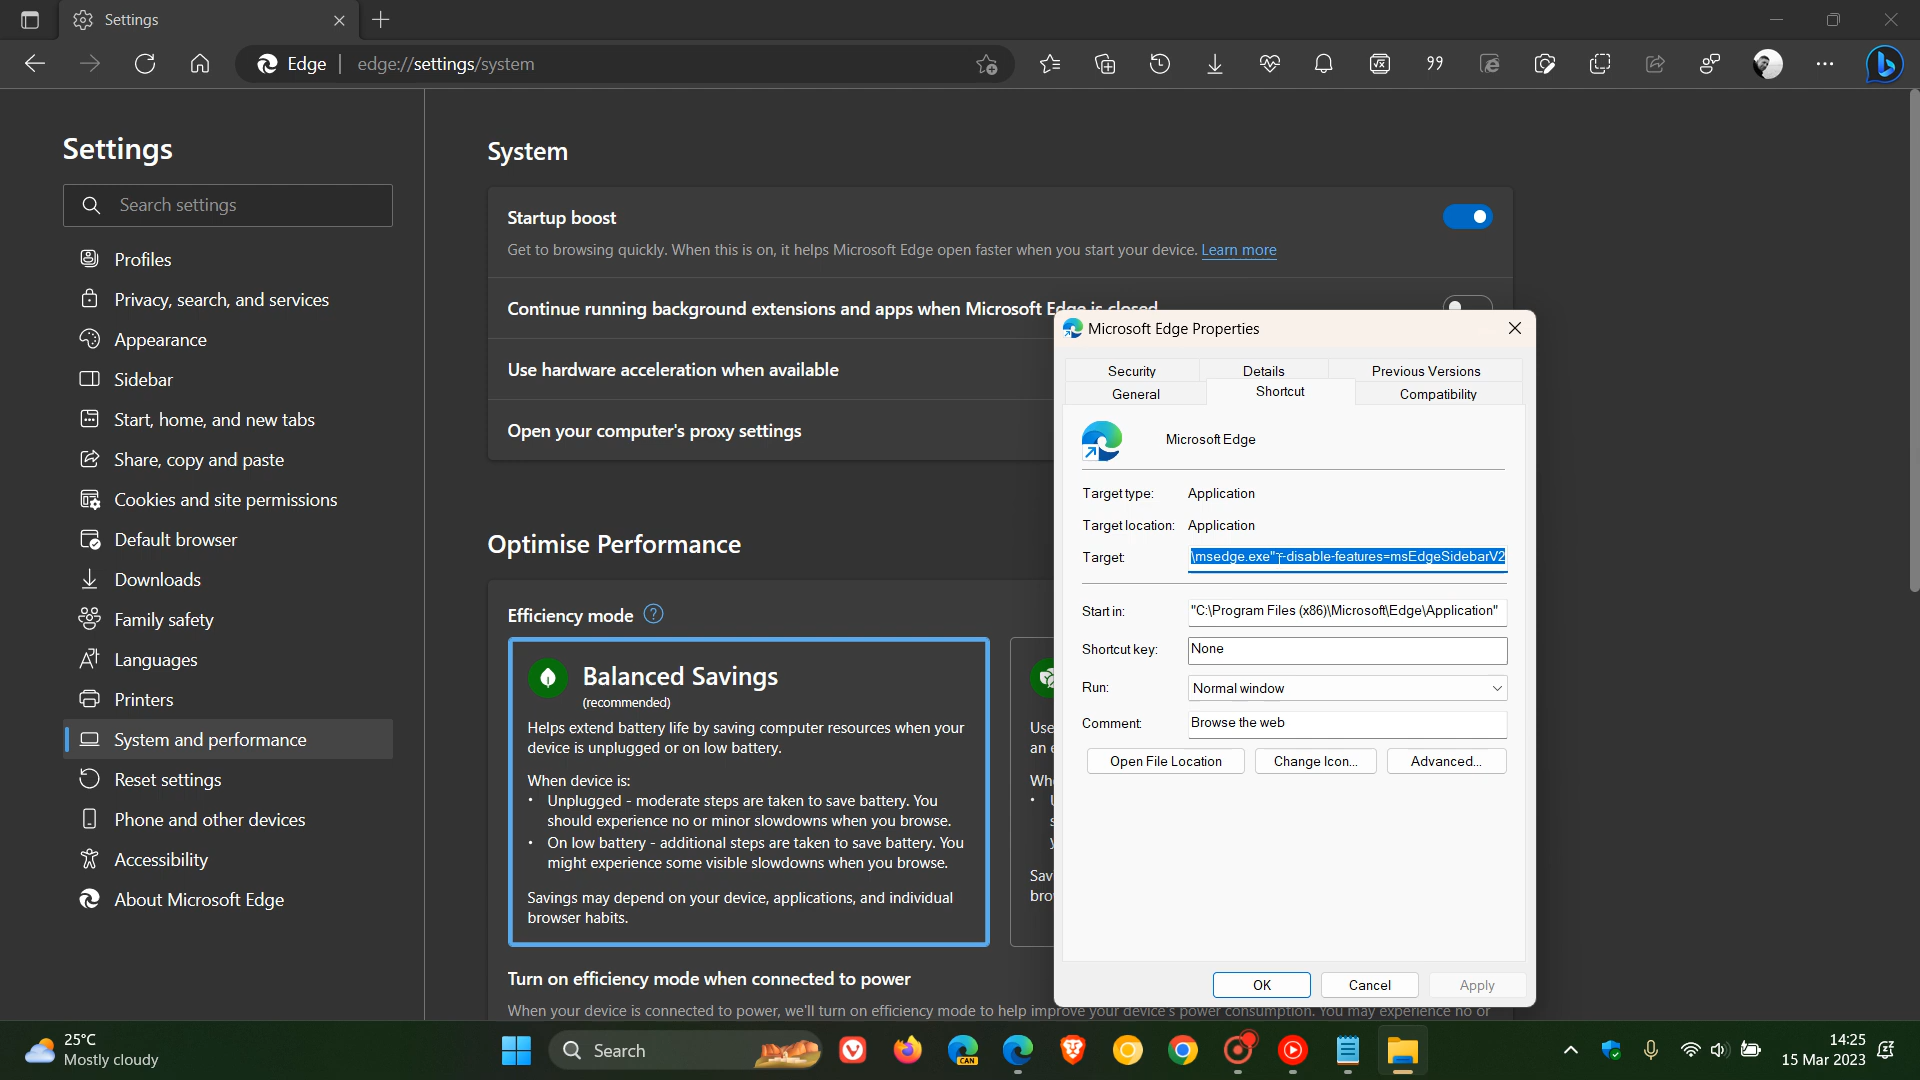 Settings
Edge
edge://settings/system
Settings
Search settings
Profiles
Privacy, search, and services
Appearance
Sidebar
Start, home, and new tabs
Share, copy and paste
Cookies and site permissions
Default browser
Downloads
Family safety
Languages
Printers
System and performance
Reset settings
Phone and other devices
Accessibility
About Microsoft Edge
System
Startup boost
Get to browsing quickly. When this is on, it helps Microsoft Edge open faster when you start your device. Learn more
Continue running background extensions and apps when Microsoft Edge is closed
Use hardware acceleration when available
Open your computer's proxy settings
Optimise Performance
Efficiency mode
Balanced Savings
(recommended)
Helps extend battery life by saving computer resources when your
device is unplugged or on low battery.
When device is:
• Unplugged - moderate steps are taken to save battery. You
should experience no or minor slowdowns when you browse.
• On low battery - additional steps are taken to save battery. You
might experience some visible slowdowns when you browse.
Savings may depend on your device, applications, and individual
browser habits.
Turn on efficiency mode when connected to power
When your device is connected to power, we'll turn on efficiency mode to help improve your device's power consumption. You may experience no or
Microsoft Edge Properties
Security
Details
Previous Versions
General
Shortcut
Compatibility
Microsoft Edge
Target type: Application
Target location: Application
Target: \msedge.exe" --disable-features=msEdgeSidebarV2
Start in: "C:\Program Files (x86)\Microsoft\Edge\Application"
Shortcut key: None
Run: Normal window
Comment: Browse the web
Open File Location
Change Icon...
Advanced...
OK
Cancel
Apply
25°C
Mostly cloudy
Search
CAN
14:25
15 Mar 2023